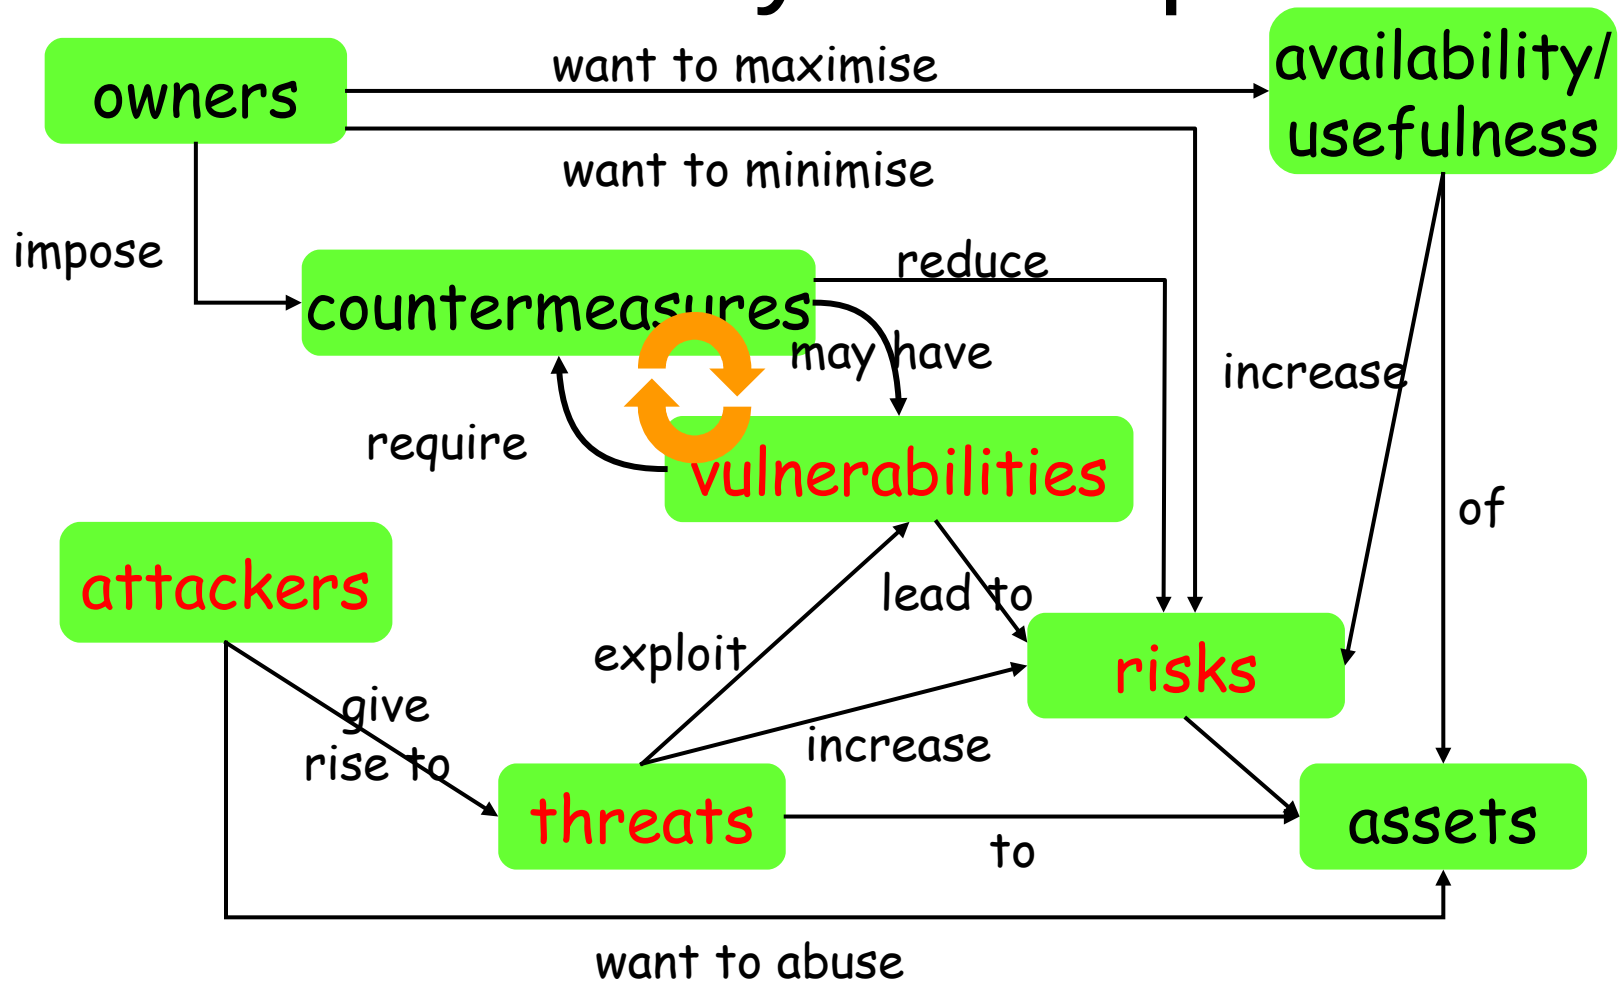 want to maximise
owners
availability/
usefulness
want to minimise
impose
reduce
countermeasures
may have
increase
require
vulnerabilities
of
attackers
lead to
exploit
risks
give
rise to
increase
threats
to
assets
want to abuse